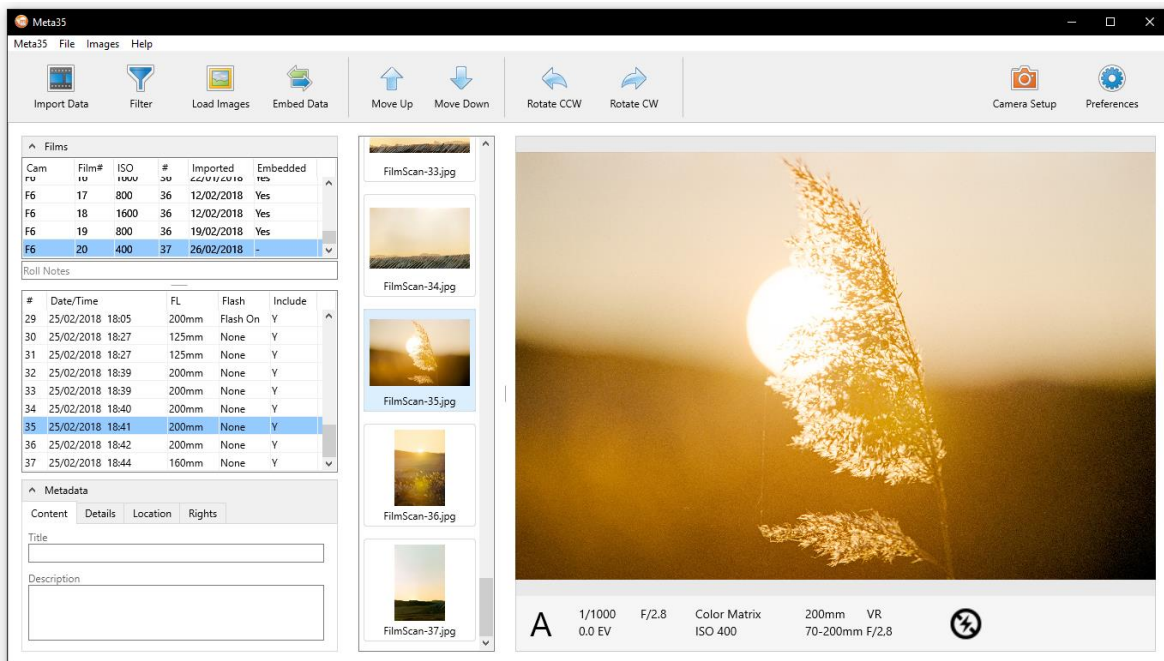 Meta35
Meta35 File Images Help
Import Data Filter Load Images Embed Data Move Up Move Down Rotate CCW Rotate CW Camera Setup Preferences
Films
Cam Film# ISO # Imported Embedded
F6 16 1600 36 22/01/2018 Yes
F6 17 800 36 12/02/2018 Yes
F6 18 1600 36 12/02/2018 Yes
F6 19 800 36 19/02/2018 Yes
F6 20 400 37 26/02/2018 -
Roll Notes
# Date/Time FL Flash Include
29 25/02/2018 18:05 200mm Flash On Y
30 25/02/2018 18:27 125mm None Y
31 25/02/2018 18:27 125mm None Y
32 25/02/2018 18:39 200mm None Y
33 25/02/2018 18:39 200mm None Y
34 25/02/2018 18:40 200mm None Y
35 25/02/2018 18:41 200mm None Y
36 25/02/2018 18:42 200mm None Y
37 25/02/2018 18:44 160mm None Y
Metadata
Content Details Location Rights
Title
Description
FilmScan-33.jpg
FilmScan-34.jpg
FilmScan-35.jpg
FilmScan-36.jpg
FilmScan-37.jpg
A 1/1000 F/2.8 Color Matrix 200mm VR
0.0 EV ISO 400 70-200mm F/2,8